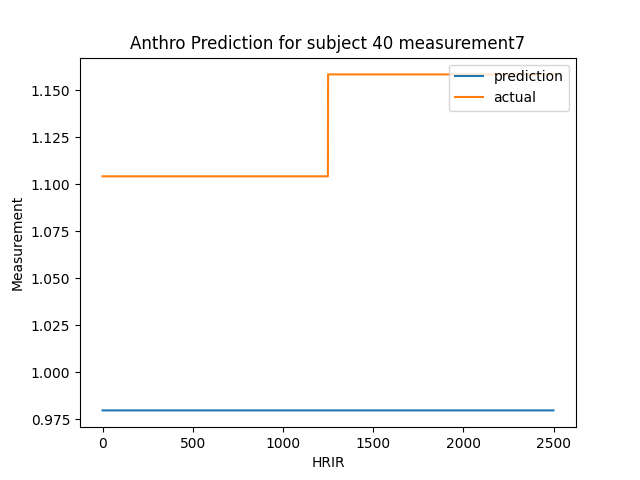 Anthro Prediction for subject 40 measurement7
prediction
actual
1.150
1.125
1.100
1.075
1.050
1.025
1.000
0.975
Measurement
0 500 1000 1500 2000 2500
HRIR